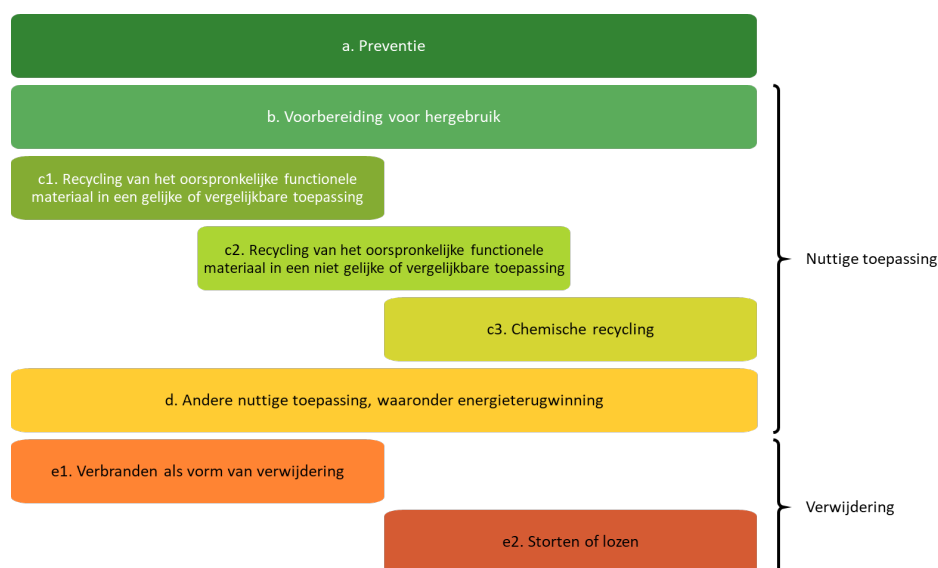 a. Preventie
b. Voorbereiding voor hergebruik
c1. Recycling van het oorspronkelijke functionele
materiaal in een gelijke of vergelijkbare toepassing
c2. Recycling van het oorspronkelijke functionele
materiaal in een niet gelijke of vergelijkbare toepassing
Nuttige toepassing
c3. Chemische recycling
d. Andere nuttige toepassing, waaronder energieterugwinning
e1. Verbranden als vorm van verwijdering
Verwijdering
e2. Storten of lozen